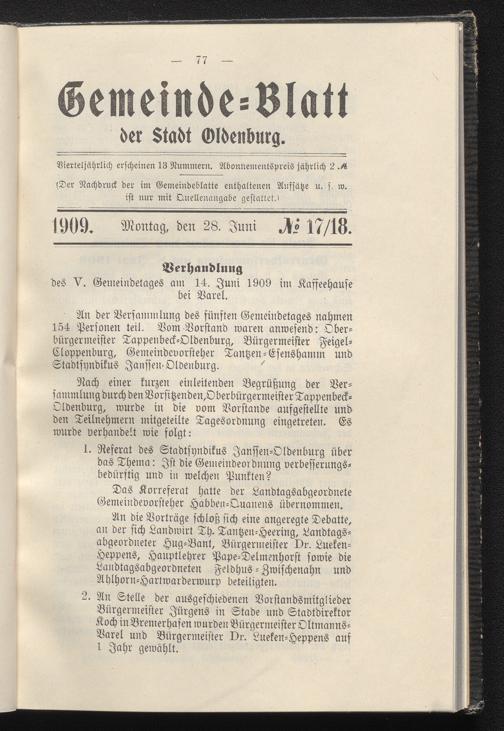 — 77 —
Gemeinde=Blatt
der Stadt Oldenburg.
Vierteljährlich erscheinen 13 Nummern. Abonnementspreis jährlich 2 ℳ
(Der Nachdruck der im Gemeindeblatte enthaltenen Aufsätze u. s. w.
ist nur mit Quellenangabe gestattet.)
1909. Montag, den 28. Juni № 17/18.
Verhandlung
des V. Gemeindetages am 14. Juni 1909 im Kaffeehause
bei Varel.
An der Versammlung des fünften Gemeindetages nahmen
154 Personen teil. Vom Vorstand waren anwesend: Ober-
bürgermeister Tappenbeck-Oldenburg, Bürgermeister Feigel-
Cloppenburg, Gemeindevorsteher Tantzen-Esenshamm und
Stadtsyndikus Janssen-Oldenburg.
Nach einer kurzen einleitenden Begrüßung der Ver-
sammlung durch den Vorsitzenden, Oberbürgermeister Tappenbeck-
Oldenburg, wurde in die vom Vorstande aufgestellte und
den Teilnehmern mitgeteilte Tagesordnung eingetreten. Es
wurde verhandelt wie folgt:
1. Referat des Stadtsyndikus Janssen-Oldenburg über
das Thema: Ist die Gemeindeordnung verbesserungs-
bedürftig und in welchen Punkten?
Das Korreferat hatte der Landtagsabgeordnete
Gemeindevorsteher Habben-Quanens übernommen.
An die Vorträge schloß sich eine angeregte Debatte,
an der sich Landwirt Th. Tantzen-Heering, Landtags-
abgeordneter Hug-Bant, Bürgermeister Dr. Lueken-
Heppens, Hauptlehrer Pape-Delmenhorst sowie die
Landtagsabgeordneten Feldhus-Zwischenahn und
Ahlhorn-Hartwarderwurp beteiligten.
2. An Stelle der ausgeschiedenen Vorstandsmitglieder
Bürgermeister Jürgens in Stade und Stadtdirektor
Koch in Bremerhafen wurden Bürgermeister Oltmanns-
Varel und Bürgermeister Dr. Lueken-Heppens auf
1 Jahr gewählt.